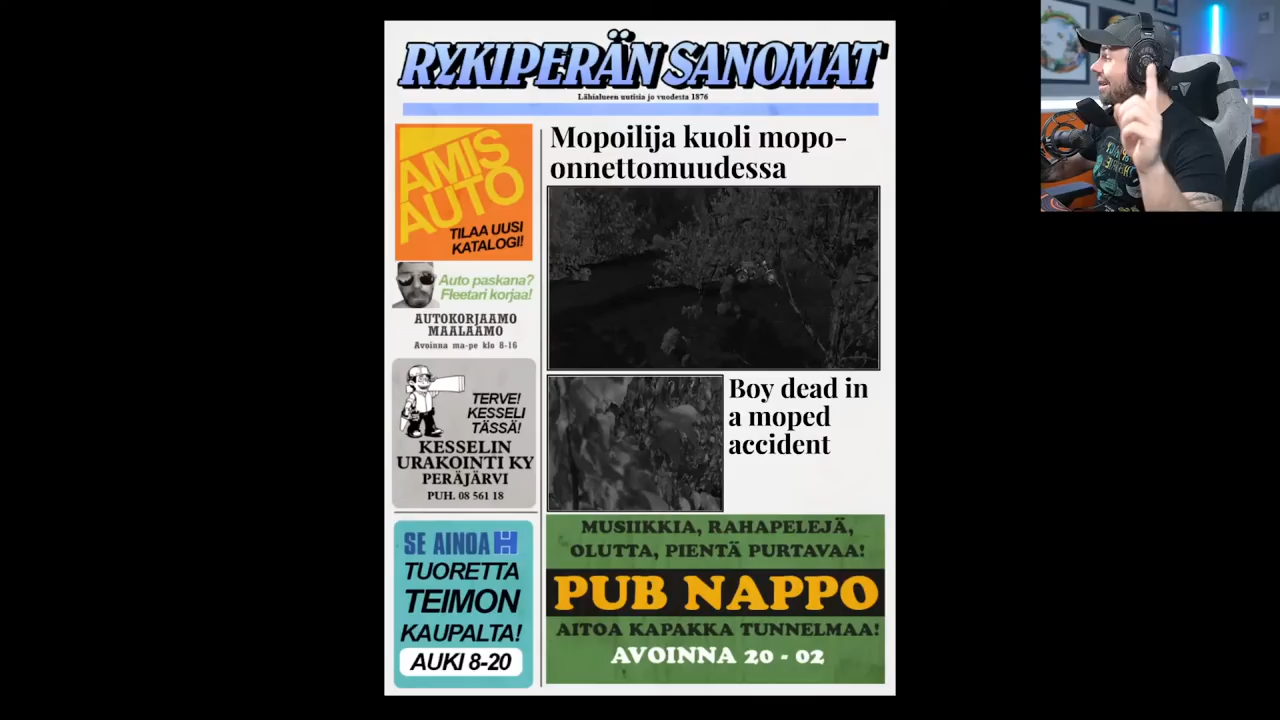 RYKIPERÄN SANOMAT
Lähialueen uutisia jo vuodesta 1876
AMIS
AUTO
TILAA UUSI
KATALOGI!
Auto paskana?
Fleetari korjaa!
AUTOKORJAAMO
MAALAAMO
Avoinna ma-pe klo 8-16
TERVE!
KESSELI
TÄSSÄ!
KESSELIN
URAKOINTI KY
PERÄJÄRVI
PUH. 08 561 18
SE AINOA
TUORETTA
TEIMON
KAUPALTA!
AUKI 8-20
Mopoilija kuoli mopo-
onnettomuudessa
Boy dead in
a moped
accident
MUSIIKKIA, RAHAPELEJÄ,
OLUTTA, PIENTÄ PURTAVAA!
PUB NAPPO
AITOA KAPAKKA TUNNELMAA!
AVOINNA 20 - 02